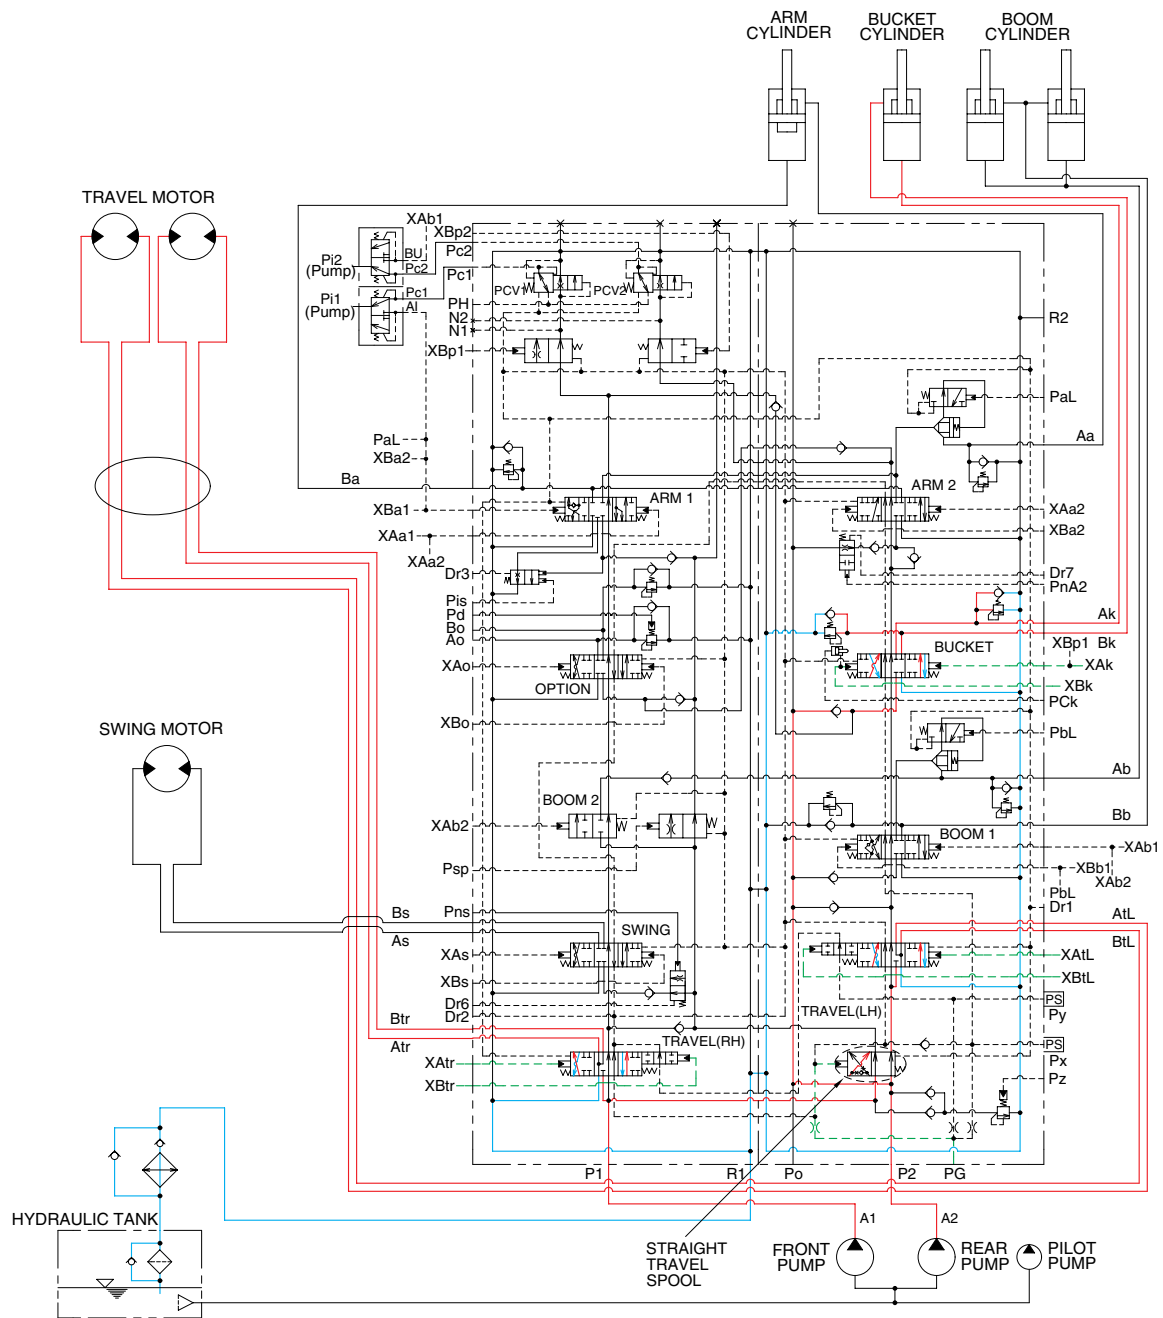 ARM
CYLINDER
BUCKET
CYLINDER
BOOM
CYLINDER
TRAVEL MOTOR
XAb1
XBp2
Pc2
Pc1
Pi2
(Pump)
BU
Pc2
Pi1
(Pump)
Pc1
AI
PCV1
PCV2
PH
N2
N1
XBp1
R2
PaL
Aa
PaL
XBa2
Ba
XBa1
ARM 1
ARM 2
XAa2
XBa2
XAa1
XAa2
Dr3
Pis
Pd
Bo
Ao
Dr7
PnA2
Ak
XBp1
Bk
BUCKET
XAo
OPTION
XAk
XBk
PCk
XBo
PbL
SWING MOTOR
Ab
BOOM 2
Bb
XAb2
BOOM 1
XAb1
XBb1
XAb2
Psp
PbL
Dr1
Bs
As
Pns
SWING
AtL
BtL
XAs
XBs
XAtL
XBtL
Dr6
Dr2
TRAVEL(LH)
PS
Py
Btr
Atr
TRAVEL(RH)
PS
Px
XAtr
XBtr
Pz
P1
R1
Po
P2
PG
HYDRAULIC TANK
A1
A2
STRAIGHT
TRAVEL
SPOOL
FRONT
PUMP
REAR
PUMP
PILOT
PUMP